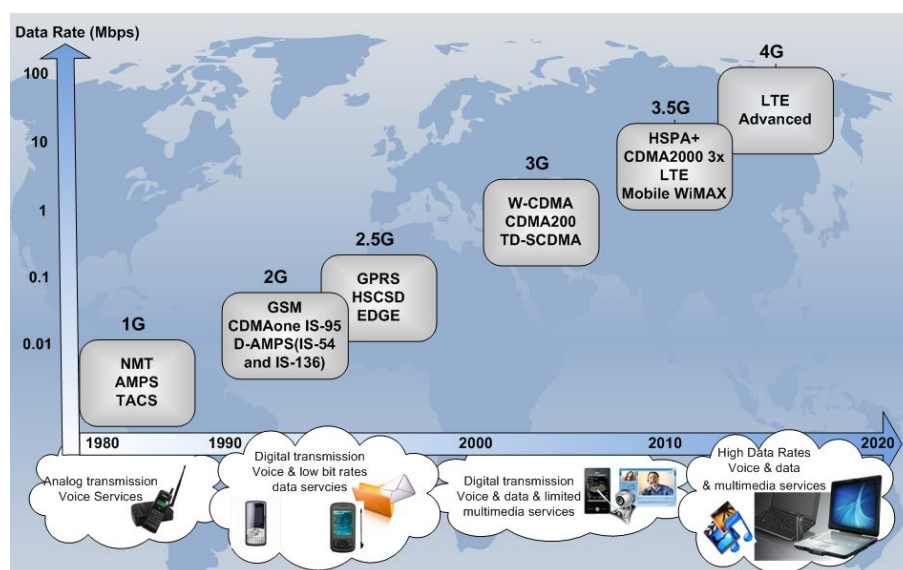 Data Rate (Mbps)
100
10
1
0.1
0.01
1G
NMT
AMPS
TACS
2G
GSM
CDMAone IS-95
D-AMPS(IS-54
and IS-136)
2.5G
GPRS
HSCSD
EDGE
3G
W-CDMA
CDMA200
TD-SCDMA
3.5G
HSPA+
CDMA2000 3x
LTE
Mobile WiMAX
4G
LTE
Advanced
1980
1990
2000
2010
2020
Analog transmission
Voice Services
Digital transmission
Voice & low bit rates
data servcies
Digital transmission
Voice & data & limited
multimedia services
High Data Rates
Voice & data
& multimedia services